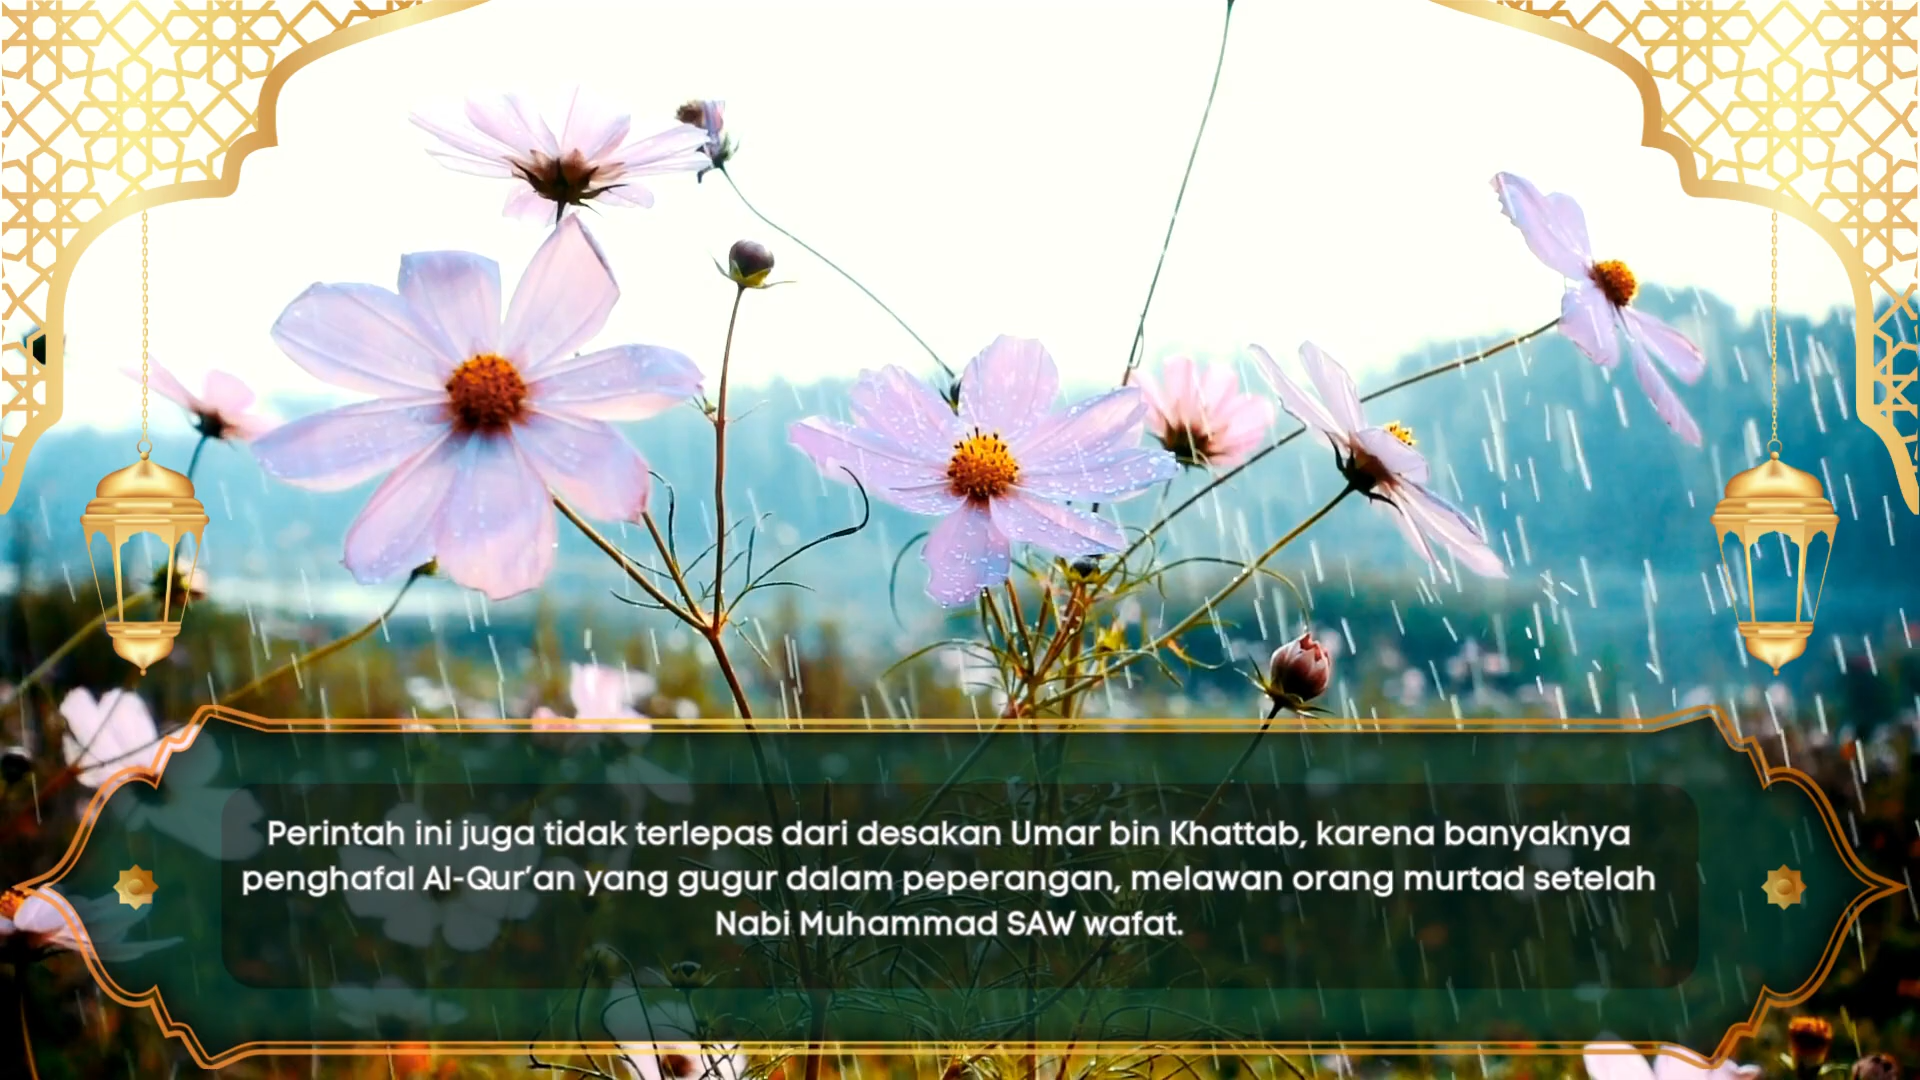 Perintah ini juga tidak terlepas dari desakan Umar bin Khattab, karena banyaknya
penghafal Al-Qur'an yang gugur dalam peperangan, melawan orang murtad setelah
Nabi Muhammad SAW wafat.